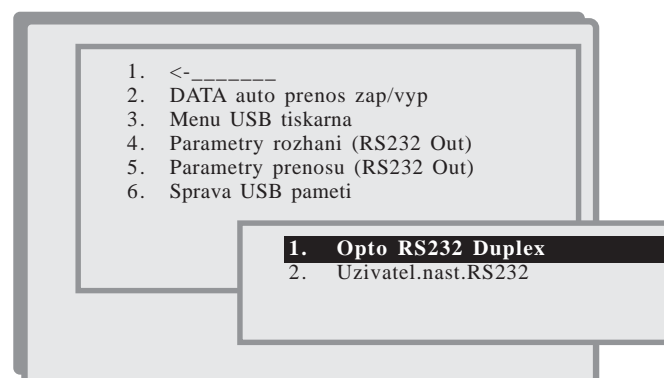 1. <-_______
2. DATA auto prenos zap/vyp
3. Menu USB tiskarna
4. Parametry rozhani (RS232 Out)
5. Parametry prenosu (RS232 Out)
6. Sprava USB pameti
1. Opto RS232 Duplex
2. Uzivatel.nast.RS232